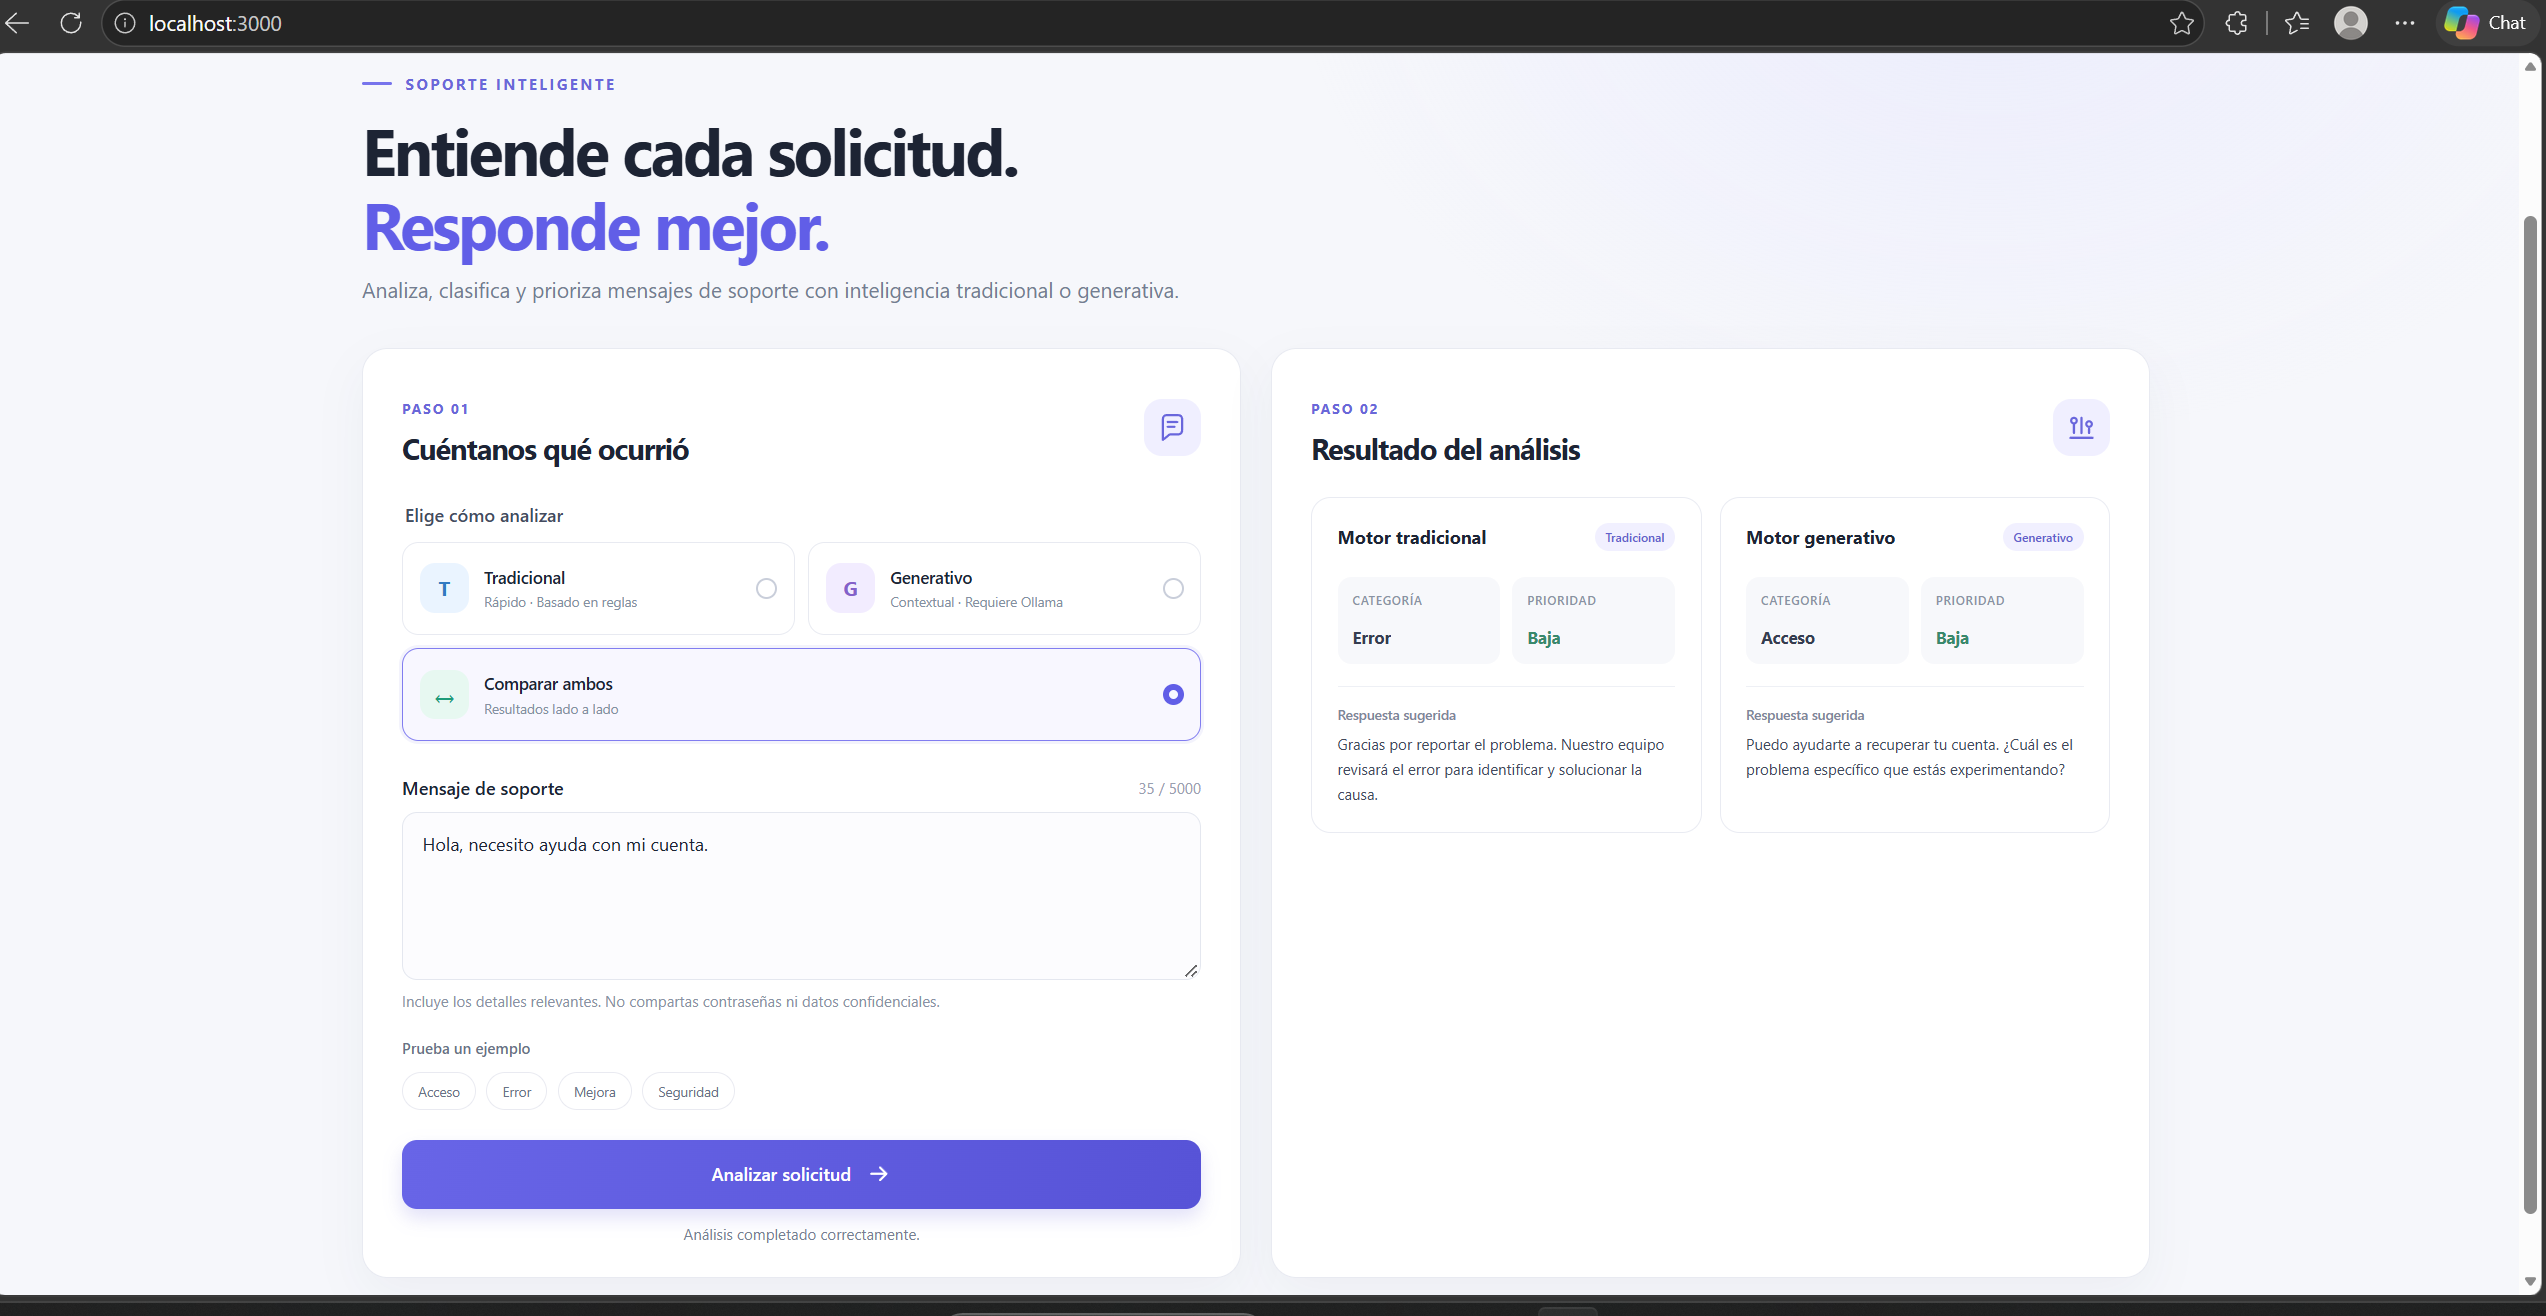 localhost:3000
Chat
SOPORTE INTELIGENTE
Entiende cada solicitud.
Responde mejor.
Analiza, clasifica y prioriza mensajes de soporte con inteligencia tradicional o generativa.
PASO 01
Cuéntanos qué ocurrió
Elige cómo analizar
T
Tradicional
Rápido · Basado en reglas
G
Generativo
Contextual · Requiere Ollama
Comparar ambos
Resultados lado a lado
Mensaje de soporte
35 / 5000
Hola, necesito ayuda con mi cuenta.
Incluye los detalles relevantes. No compartas contraseñas ni datos confidenciales.
Prueba un ejemplo
Acceso
Error
Mejora
Seguridad
Analizar solicitud →
Análisis completado correctamente.
PASO 02
Resultado del análisis
Motor tradicional
Tradicional
CATEGORÍA
Error
PRIORIDAD
Baja
Respuesta sugerida
Gracias por reportar el problema. Nuestro equipo
revisará el error para identificar y solucionar la
causa.
Motor generativo
Generativo
CATEGORÍA
Acceso
PRIORIDAD
Baja
Respuesta sugerida
Puedo ayudarte a recuperar tu cuenta. ¿Cuál es el
problema específico que estás experimentando?